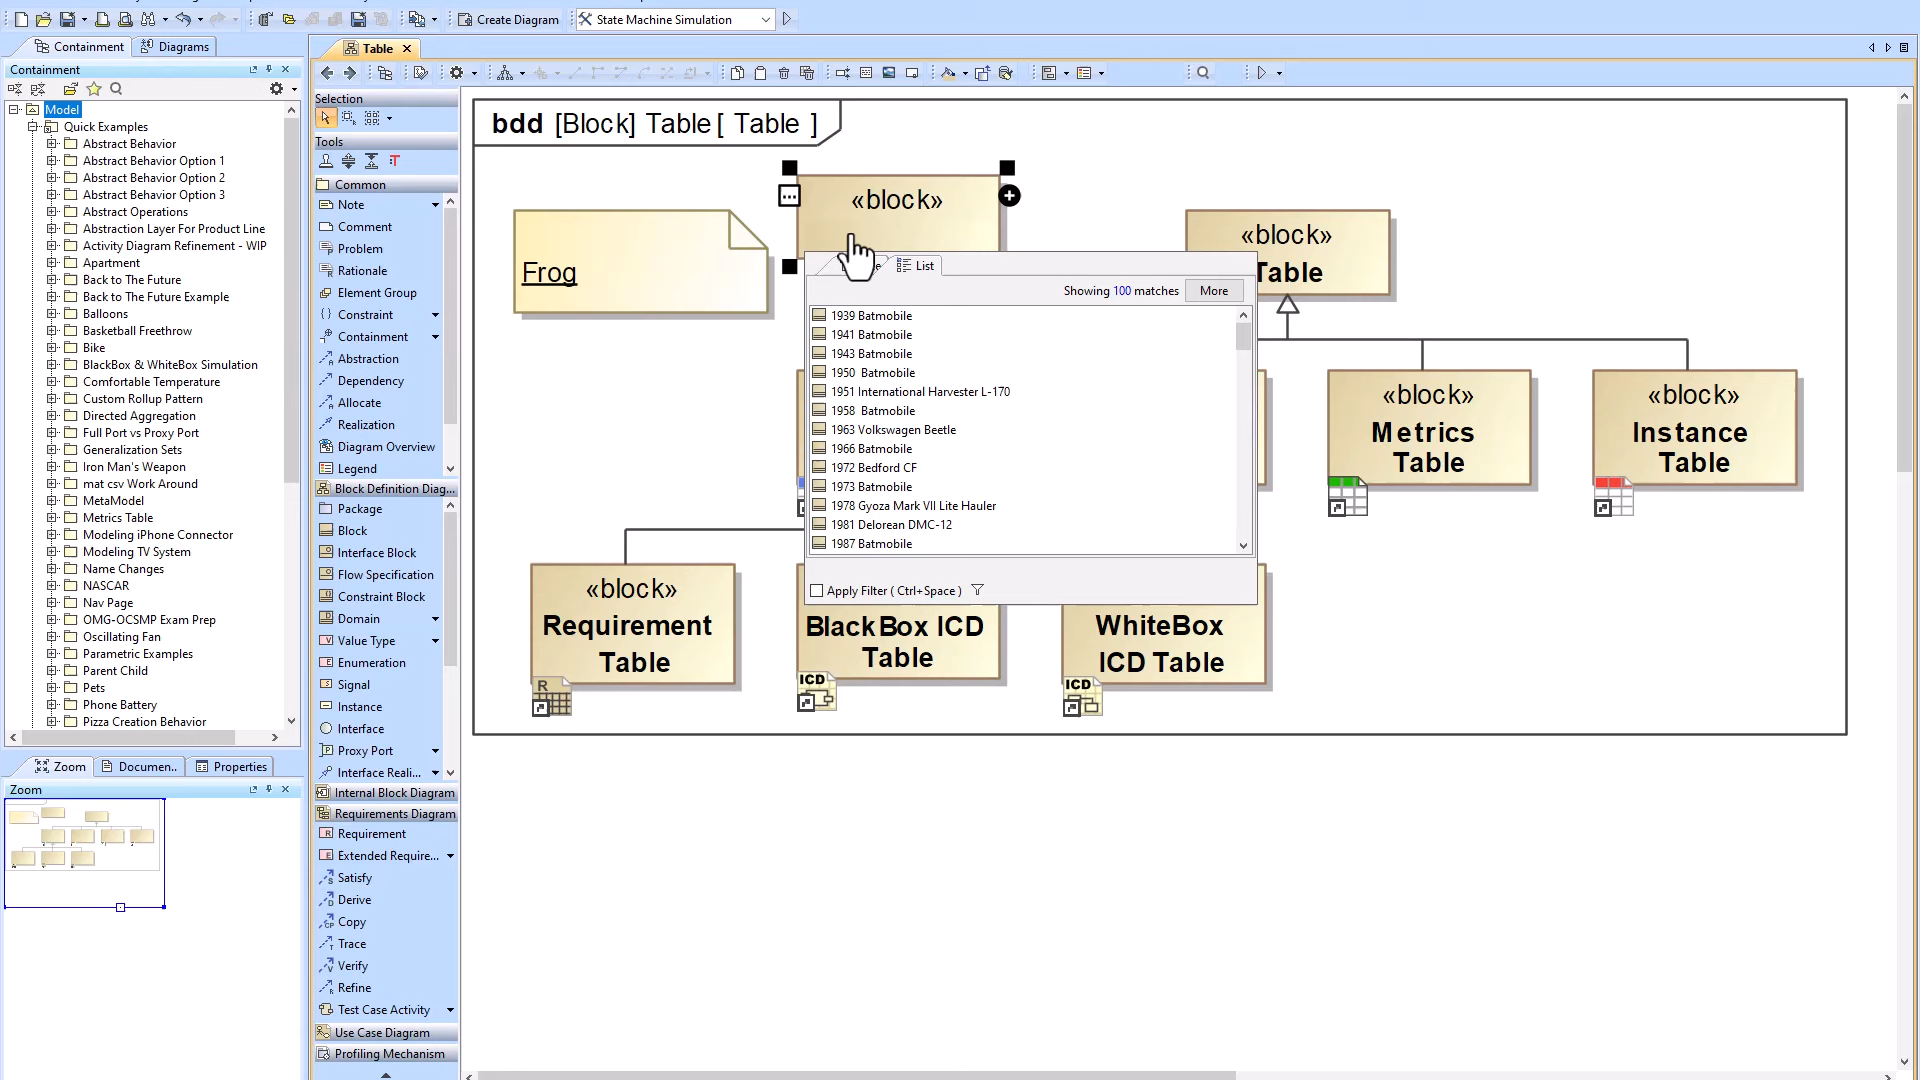 Create Diagram
State Machine Simulation
Containment
Diagrams
Table
Containment
Model
Quick Examples
Abstract Behavior
Abstract Behavior Option 1
Abstract Behavior Option 2
Abstract Behavior Option 3
Abstract Operations
Abstraction Layer For Product Line
Activity Diagram Refinement - WIP
Apartment
Back to The Future
Back to The Future Example
Balloons
Basketball Freethrow
Bike
BlackBox & WhiteBox Simulation
Comfortable Temperature
Custom Rollup Pattern
Directed Aggregation
Full Port vs Proxy Port
Generalization Sets
Iron Man's Weapon
mat csv Work Around
MetaModel
Metrics Table
Modeling iPhone Connector
Modeling TV System
Name Changes
NASCAR
Nav Page
OMG-OCSMP Exam Prep
Oscillating Fan
Parametric Examples
Parent Child
Pets
Phone Battery
Pizza Creation Behavior
Zoom
Documen..
Properties
Zoom
Selection
Tools
Common
Note
Comment
Problem
Rationale
Element Group
Constraint
Containment
Abstraction
Dependency
Allocate
Realization
Diagram Overview
Legend
Block Definition Diag...
Package
Block
Interface Block
Flow Specification
Constraint Block
Domain
Value Type
Enumeration
Signal
Instance
Interface
Proxy Port
Interface Reali...
Internal Block Diagram
Requirements Diagram
Requirement
Extended Require...
Satisfy
Derive
Copy
Trace
Verify
Refine
Test Case Activity
Use Case Diagram
Profiling Mechanism
bdd [Block] Table [ Table ]
Frog
«block»
«block»
Table
List
Showing 100 matches
More
1939 Batmobile
1941 Batmobile
1943 Batmobile
1950 Batmobile
1951 International Harvester L-170
1958 Batmobile
1963 Volkswagen Beetle
1966 Batmobile
1972 Bedford CF
1973 Batmobile
1978 Gyoza Mark VII Lite Hauler
1981 Delorean DMC-12
1987 Batmobile
Apply Filter ( Ctrl+Space )
«block»
Metrics
Table
«block»
Instance
Table
«block»
Requirement
Table
R
BlackBox ICD
Table
ICD
WhiteBox
ICD Table
ICD